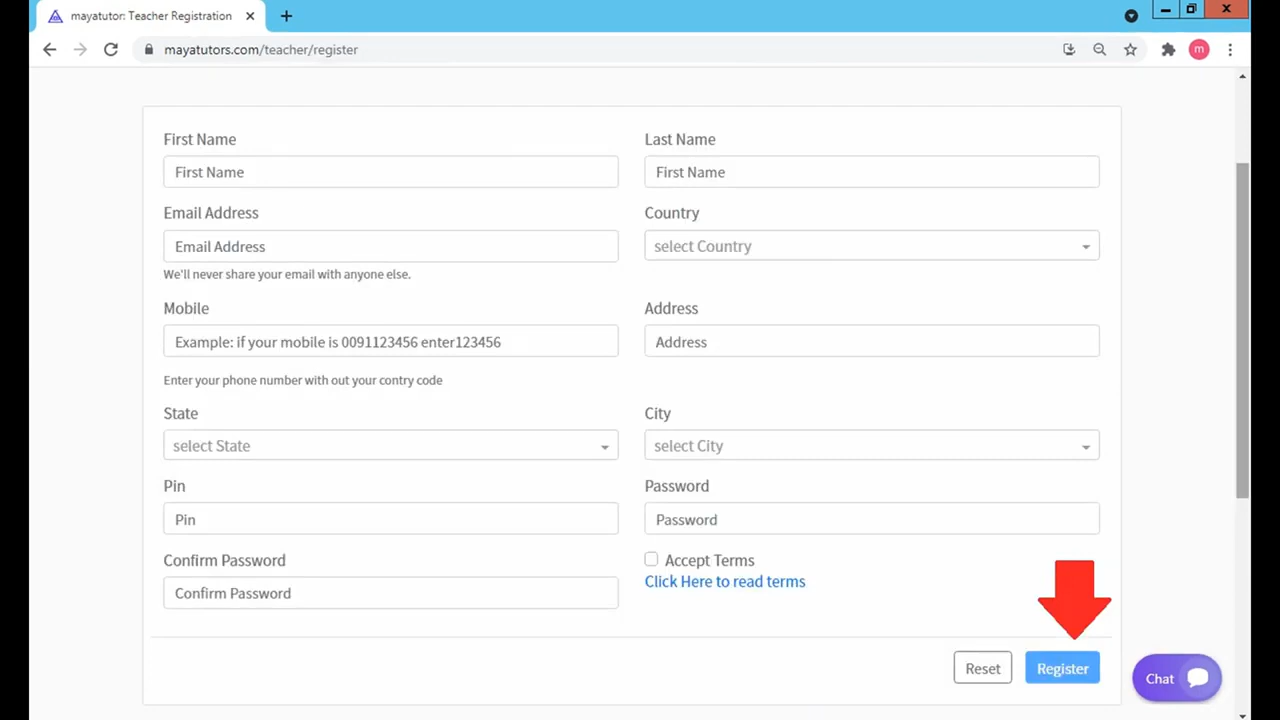 mayatutor: Teacher Registration
mayatutors.com/teacher/register
m
First Name
Last Name
First Name
First Name
Email Address
Country
Email Address
select Country
We'll never share your email with anyone else.
Mobile
Address
Example: if your mobile is 0091123456 enter123456
Address
Enter your phone number with out your contry code
State
City
select State
select City
Pin
Password
Pin
Password
Confirm Password
Accept Terms
Click Here to read terms
Confirm Password
Reset
Register
Chat